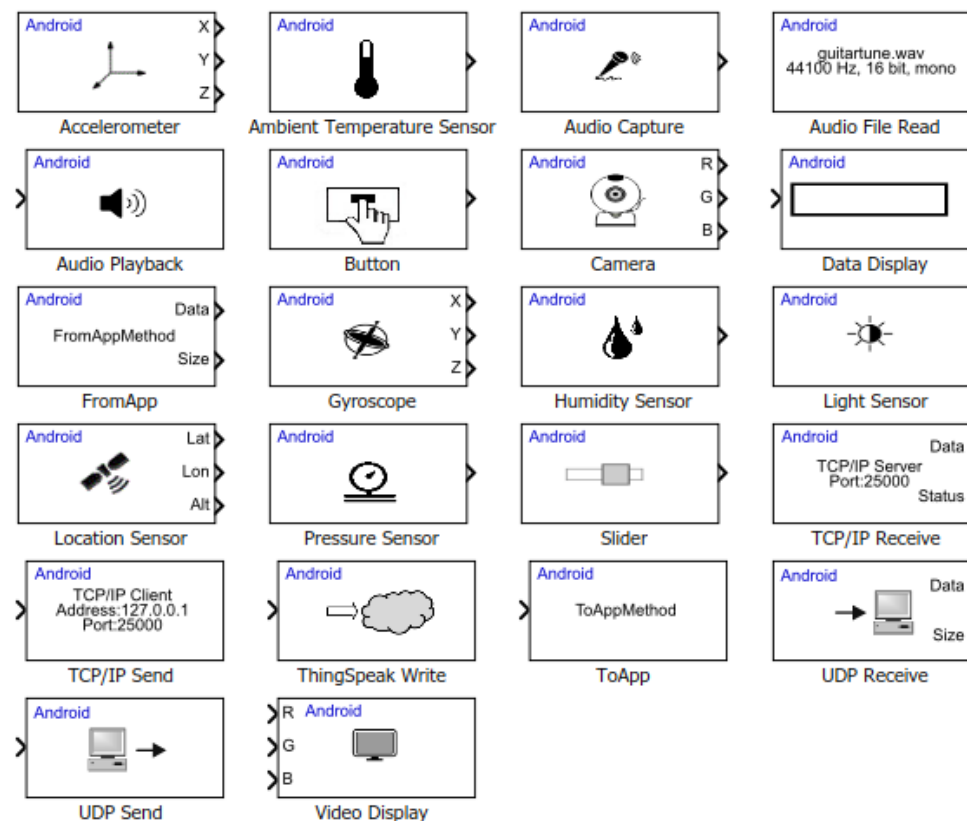 Android
X
Y
Z
Accelerometer
Android
Ambient Temperature Sensor
Android
Audio Capture
Android
guitartune.wav
44100 Hz, 16 bit, mono
Audio File Read
Android
Audio Playback
Android
Button
Android
R
G
B
Camera
Android
Data Display
Android
Data
FromAppMethod
Size
FromApp
Android
X
Y
Z
Gyroscope
Android
Humidity Sensor
Android
Light Sensor
Android
Lat
Lon
Alt
Location Sensor
Android
Pressure Sensor
Android
Slider
Android
Data
TCP/IP Server
Port:25000
Status
TCP/IP Receive
Android
TCP/IP Client
Address:127.0.0.1
Port:25000
TCP/IP Send
Android
ThingSpeak Write
Android
ToAppMethod
ToApp
Android
Data
Size
UDP Receive
Android
UDP Send
R Android
G
B
Video Display